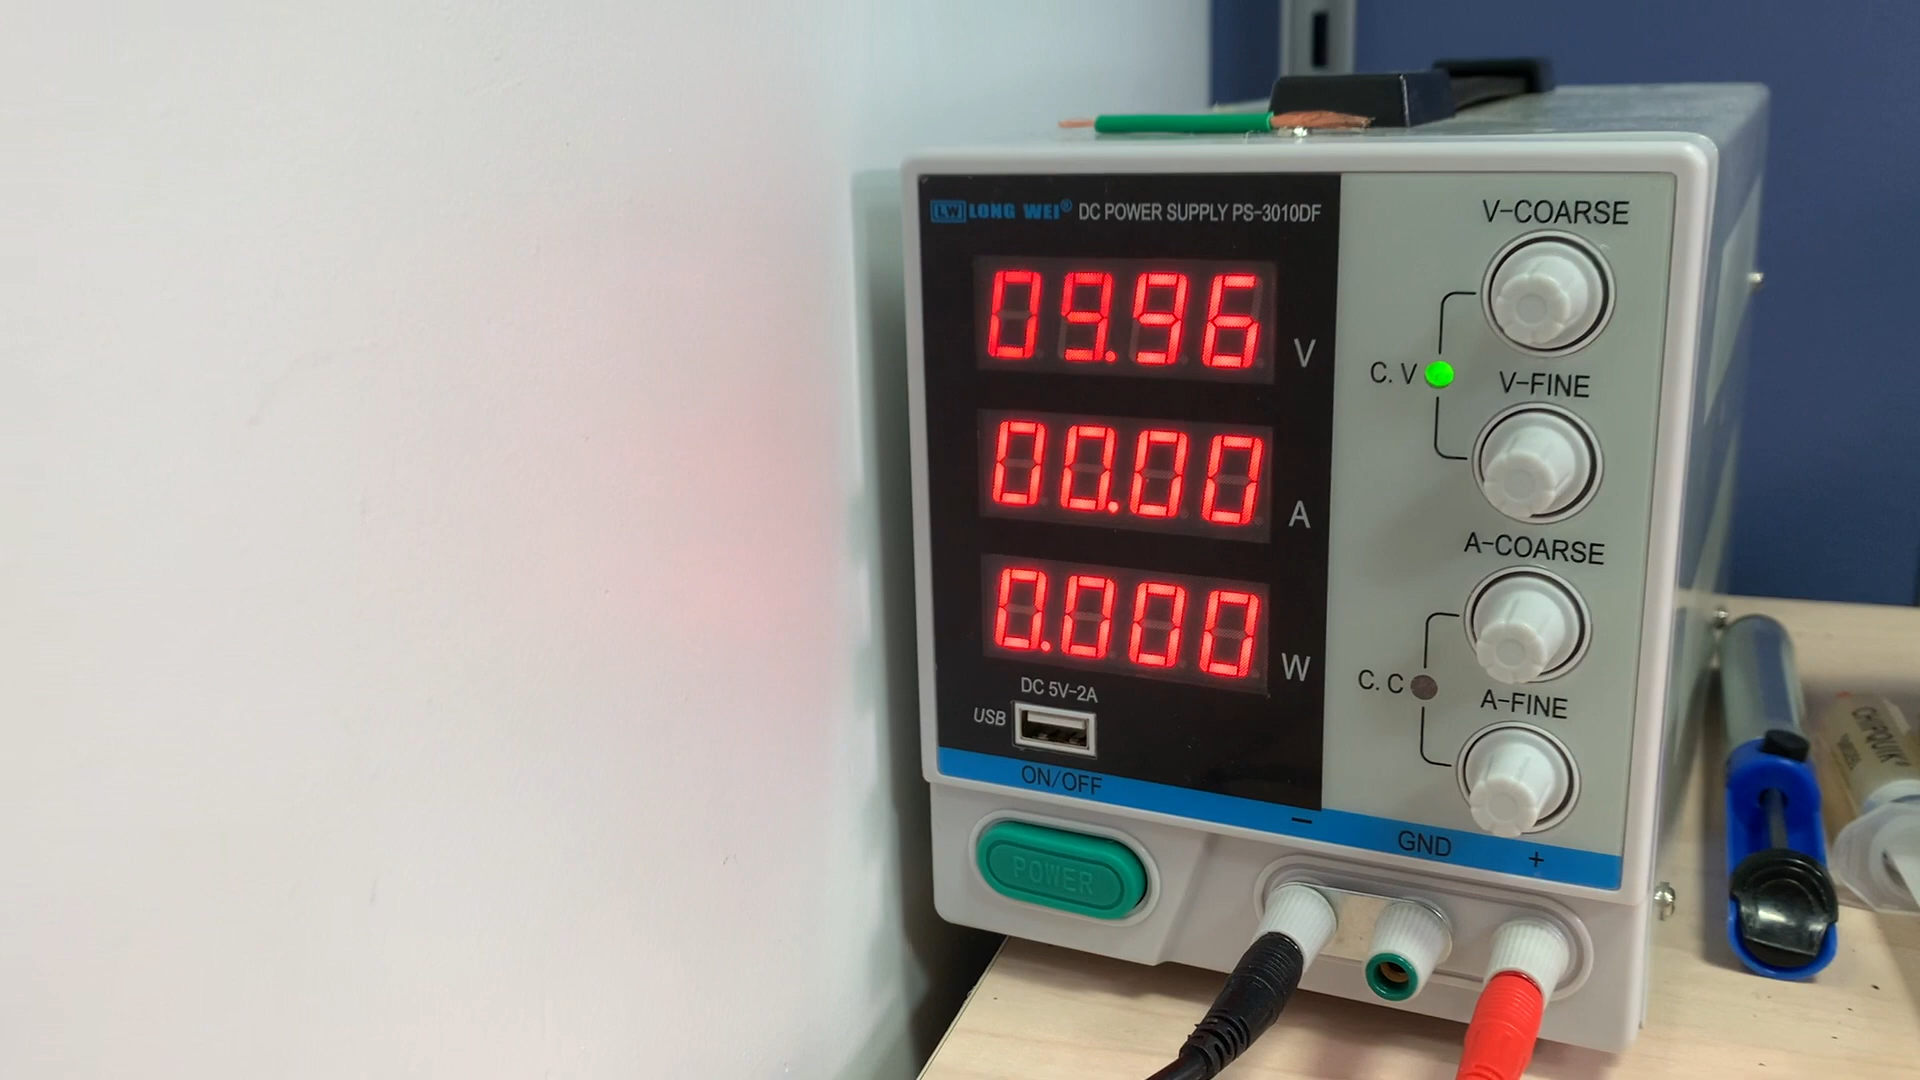 LW LONG WEI® DC POWER SUPPLY PS-3010DF
09.96 V
00.00 A
0.000 W
DC 5V-2A
USB
ON/OFF
POWER
V-COARSE
C.V
V-FINE
A-COARSE
C.C
A-FINE
− GND +
CHIPQUIK®